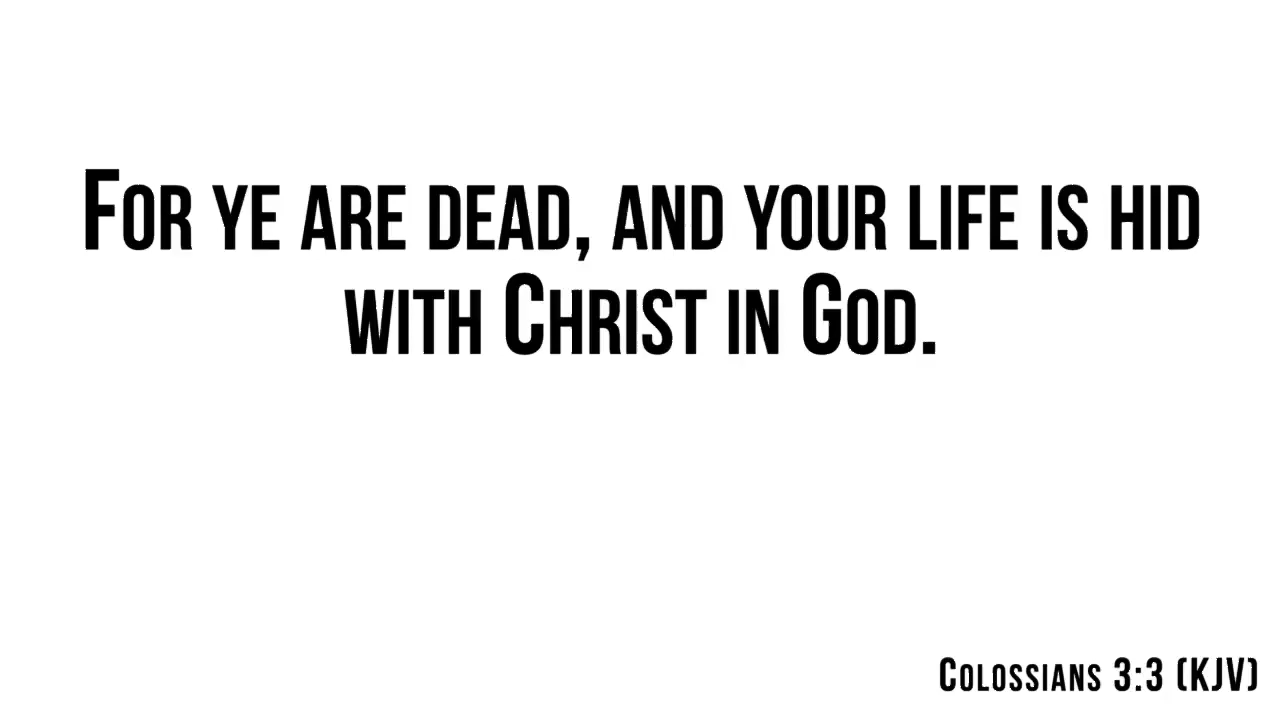 For ye are dead, and your life is hid
with Christ in God.
Colossians 3:3 (KJV)